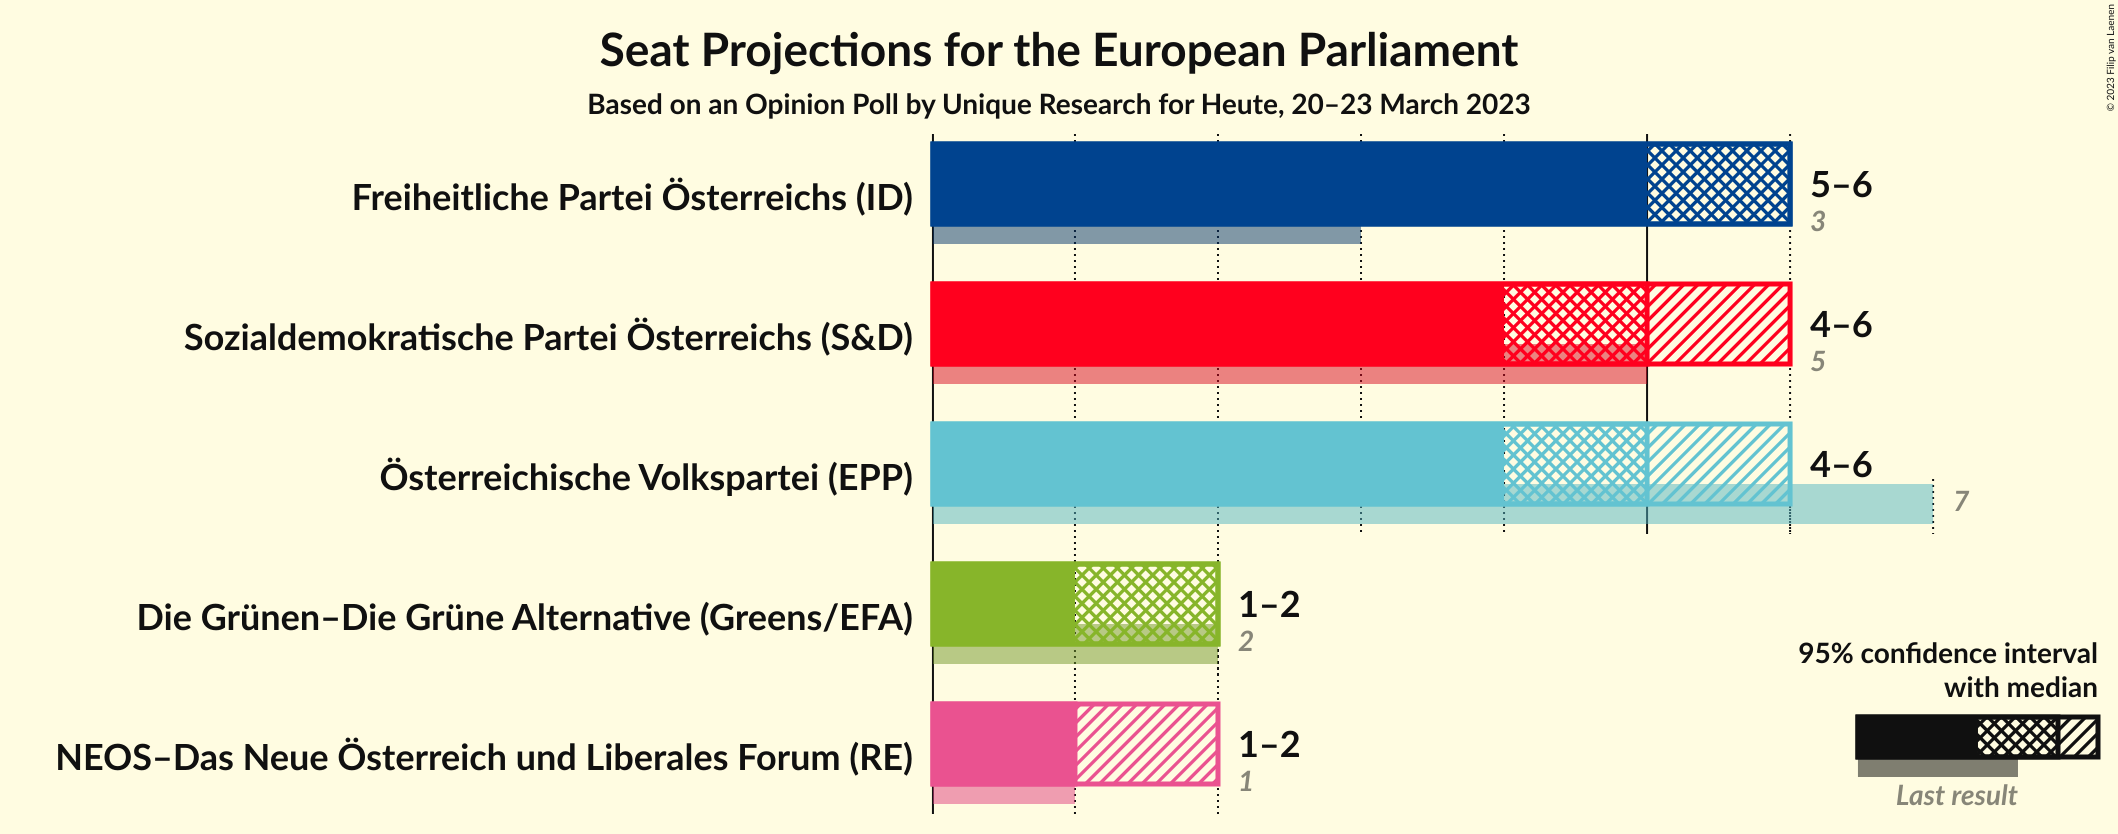 Seat Projections for the European Parliament
Based on an Opinion Poll by Unique Research for Heute, 20–23 March 2023
© 2023 Filip van Laenen
Freiheitliche Partei Österreichs (ID)
5–6
3
Sozialdemokratische Partei Österreichs (S&D)
4–6
5
Österreichische Volkspartei (EPP)
4–6
7
Die Grünen–Die Grüne Alternative (Greens/EFA)
1–2
2
NEOS–Das Neue Österreich und Liberales Forum (RE)
1–2
1
95% confidence interval
with median
Last result